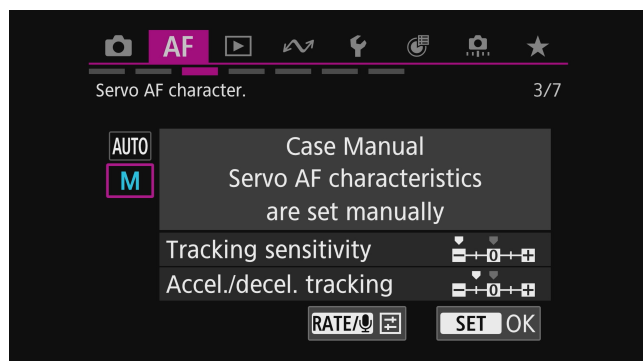 AF
Servo AF character. 3/7
AUTO
M
Case Manual
Servo AF characteristics
are set manually
Tracking sensitivity
-+0++
Accel./decel. tracking
-+0++
RATE/ SET OK